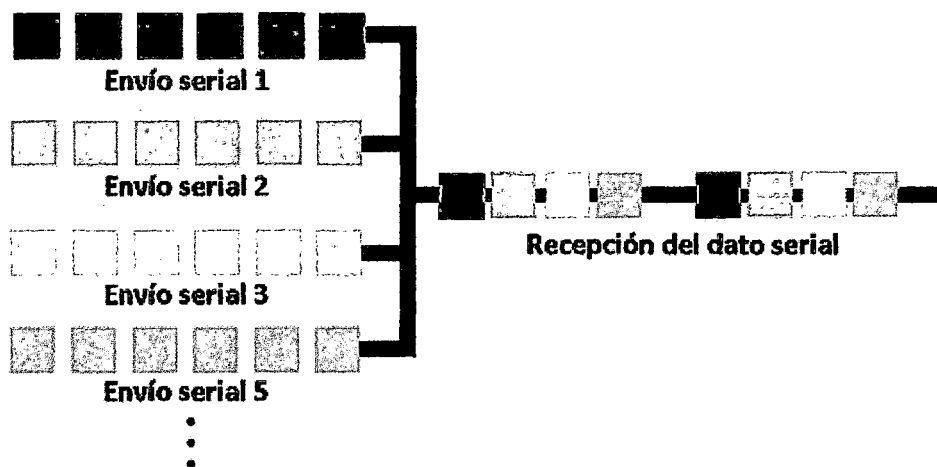 Envío serial 1
Envío serial 2
Recepción del dato serial
Envío serial 3
Envío serial 5